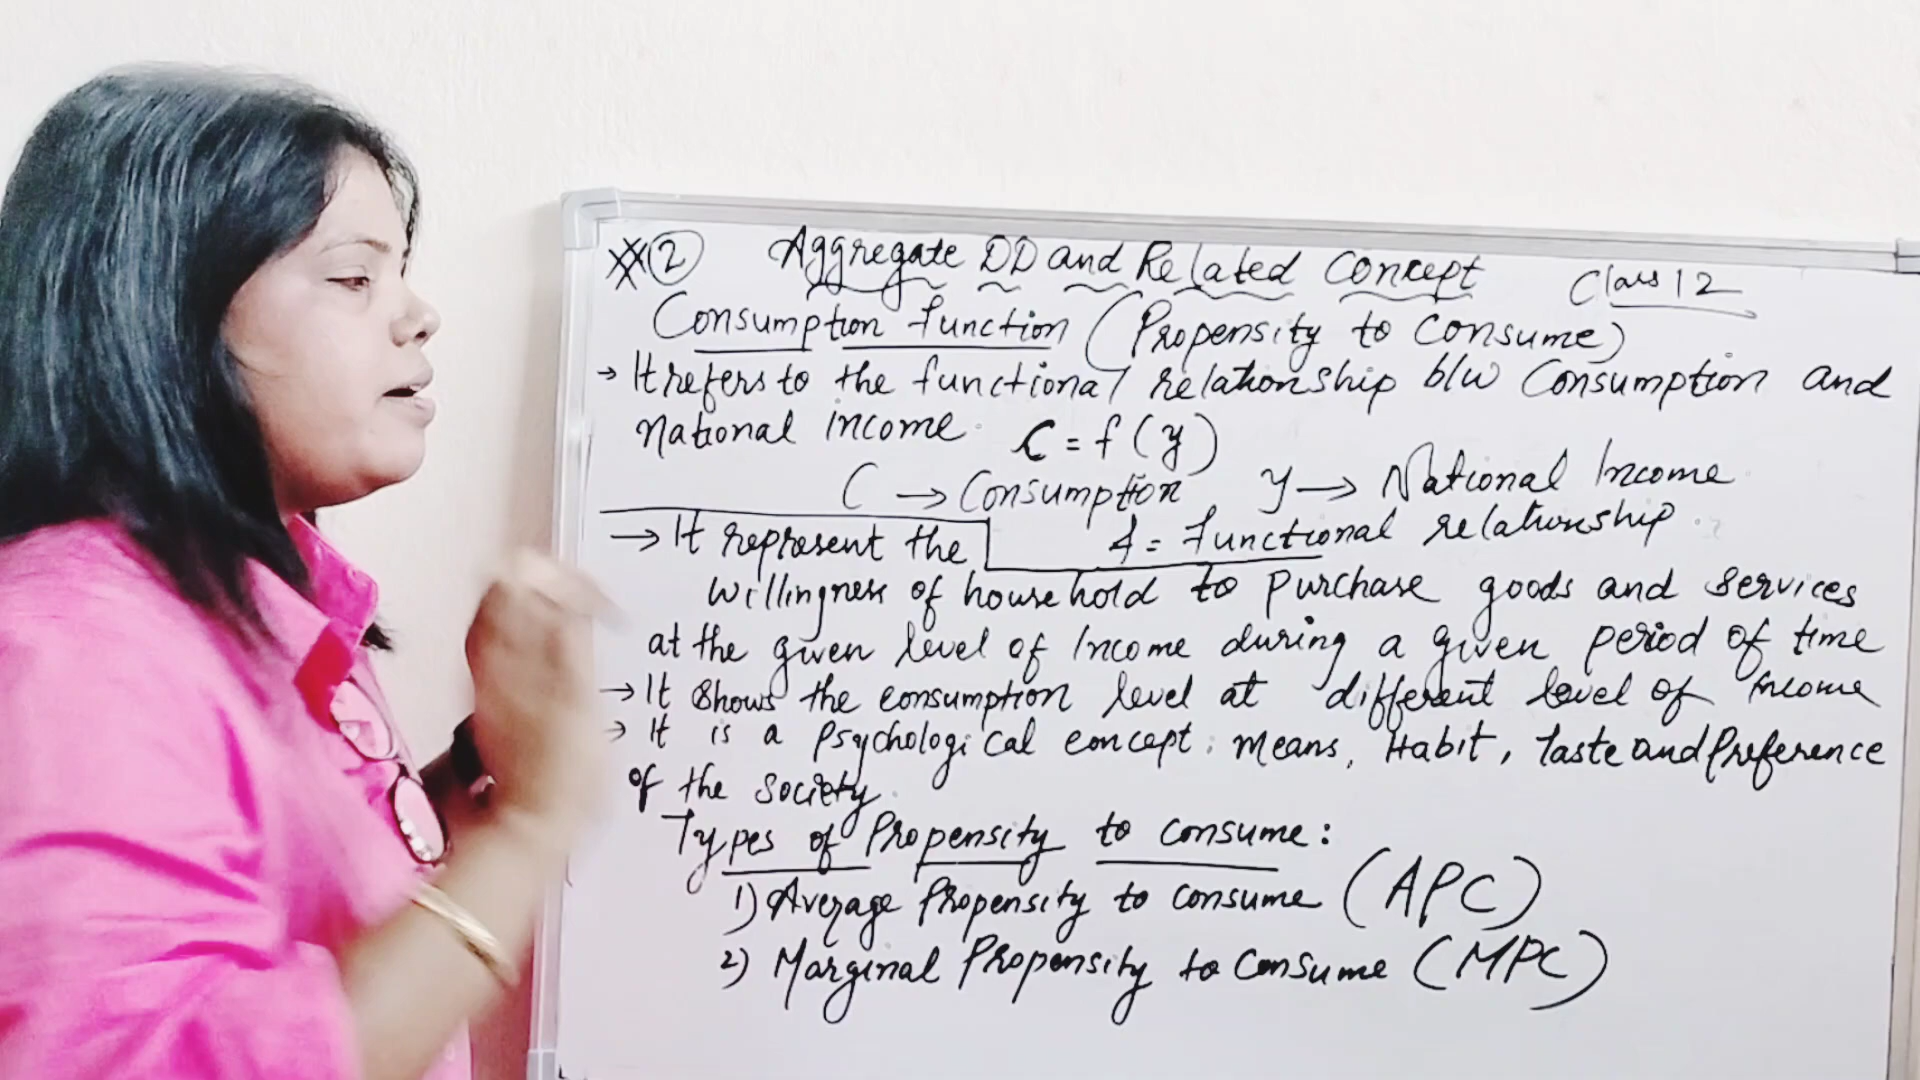 ② Aggregate DD and Related Concept Class 12
Consumption function (Propensity to Consume)
→ It refers to the functional relationship b/w Consumption and
National income. C = f (y)
C → Consumption y → National Income
→ It represent the f = functional relationship.
willingness of household to purchase goods and services
at the given level of Income during a given period of time
→ It shows the consumption level at different level of income
→ It is a Psychological concept. means, Habit, Taste and Preference
of the society.
Types of Propensity to consume:
1) Average Propensity to consume (APC)
2) Marginal Propensity to Consume (MPC)